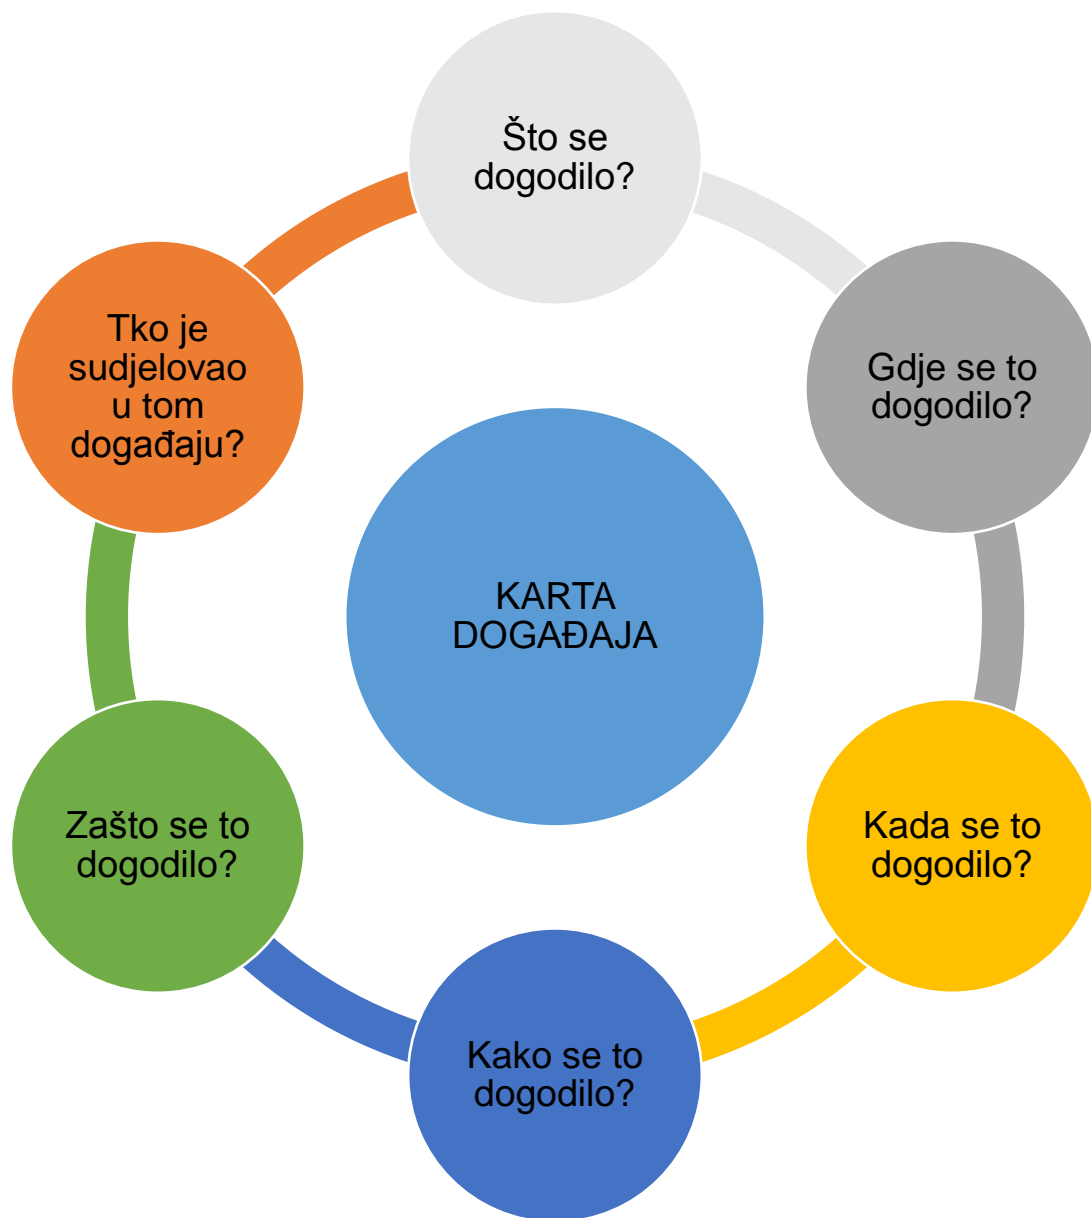 Što se
dogodilo?
Gdje se to
dogodilo?
Kada se to
dogodilo?
Kako se to
dogodilo?
Zašto se to
dogodilo?
Tko je
sudjelovao
u tom
događaju?
KARTA
DOGAĐAJA